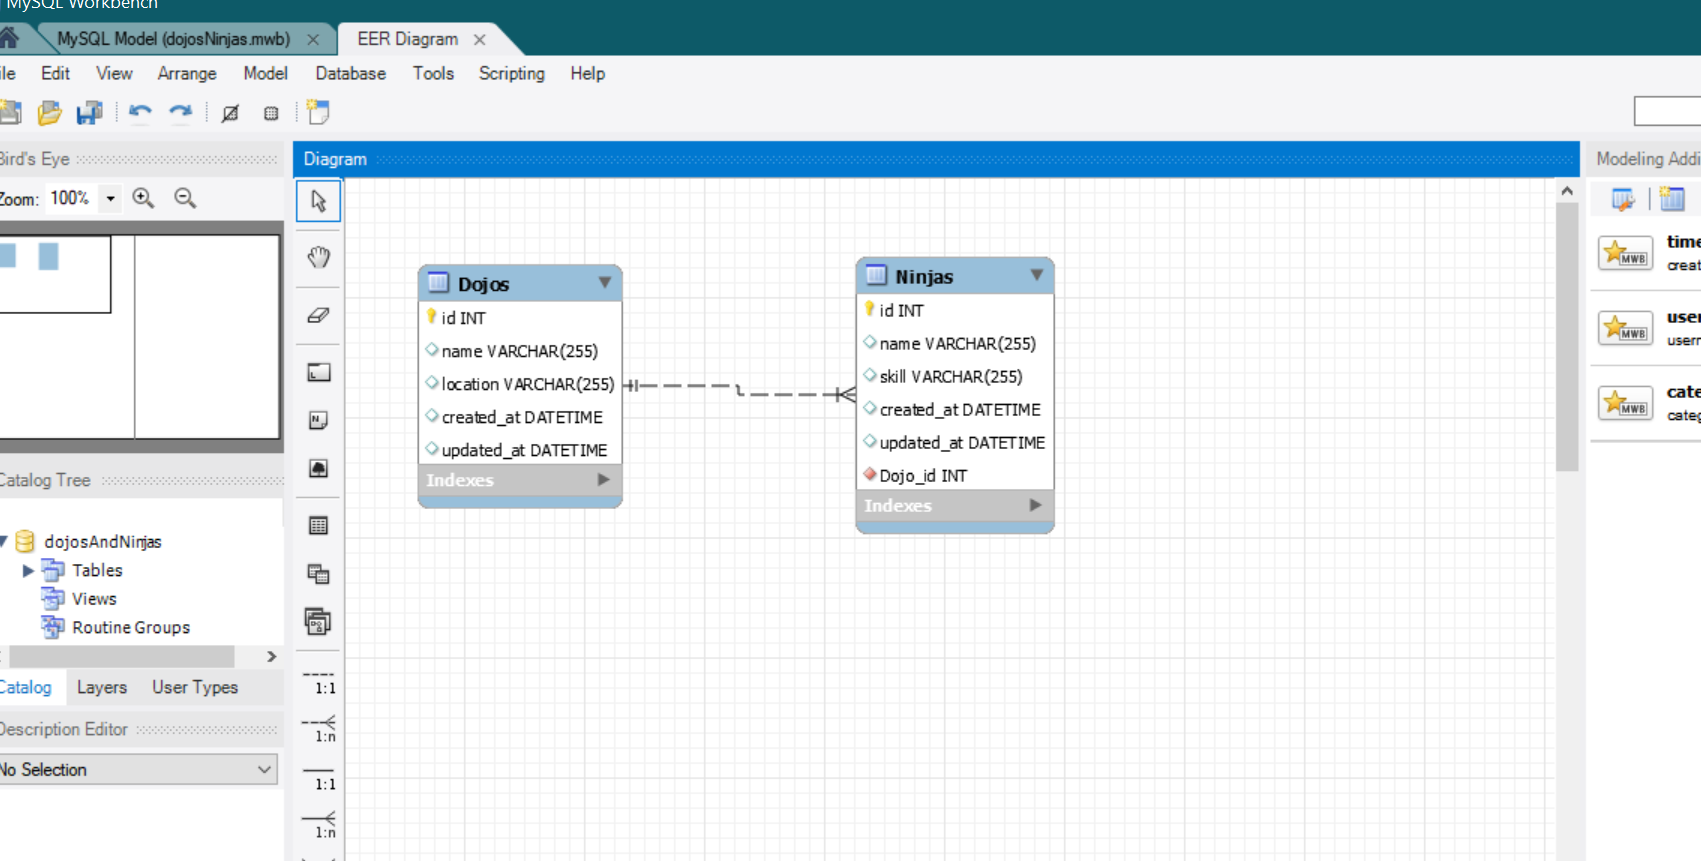 MySQL Workbench
MySQL Model (dojosNinjas.mwb)
EER Diagram
ile Edit View Arrange Model Database Tools Scripting Help
Bird's Eye
Zoom: 100%
Diagram
Modeling Addi
Dojos
id INT
name VARCHAR(255)
location VARCHAR(255)
created_at DATETIME
updated_at DATETIME
Indexes
Ninjas
id INT
name VARCHAR(255)
skill VARCHAR(255)
created_at DATETIME
updated_at DATETIME
Dojo_id INT
Indexes
MWB
time
creat
MWB
user
usern
MWB
cate
categ
Catalog Tree
dojosAndNinjas
Tables
Views
Routine Groups
Catalog Layers User Types
Description Editor
No Selection
N
1:1
1:n
1:1
1:n